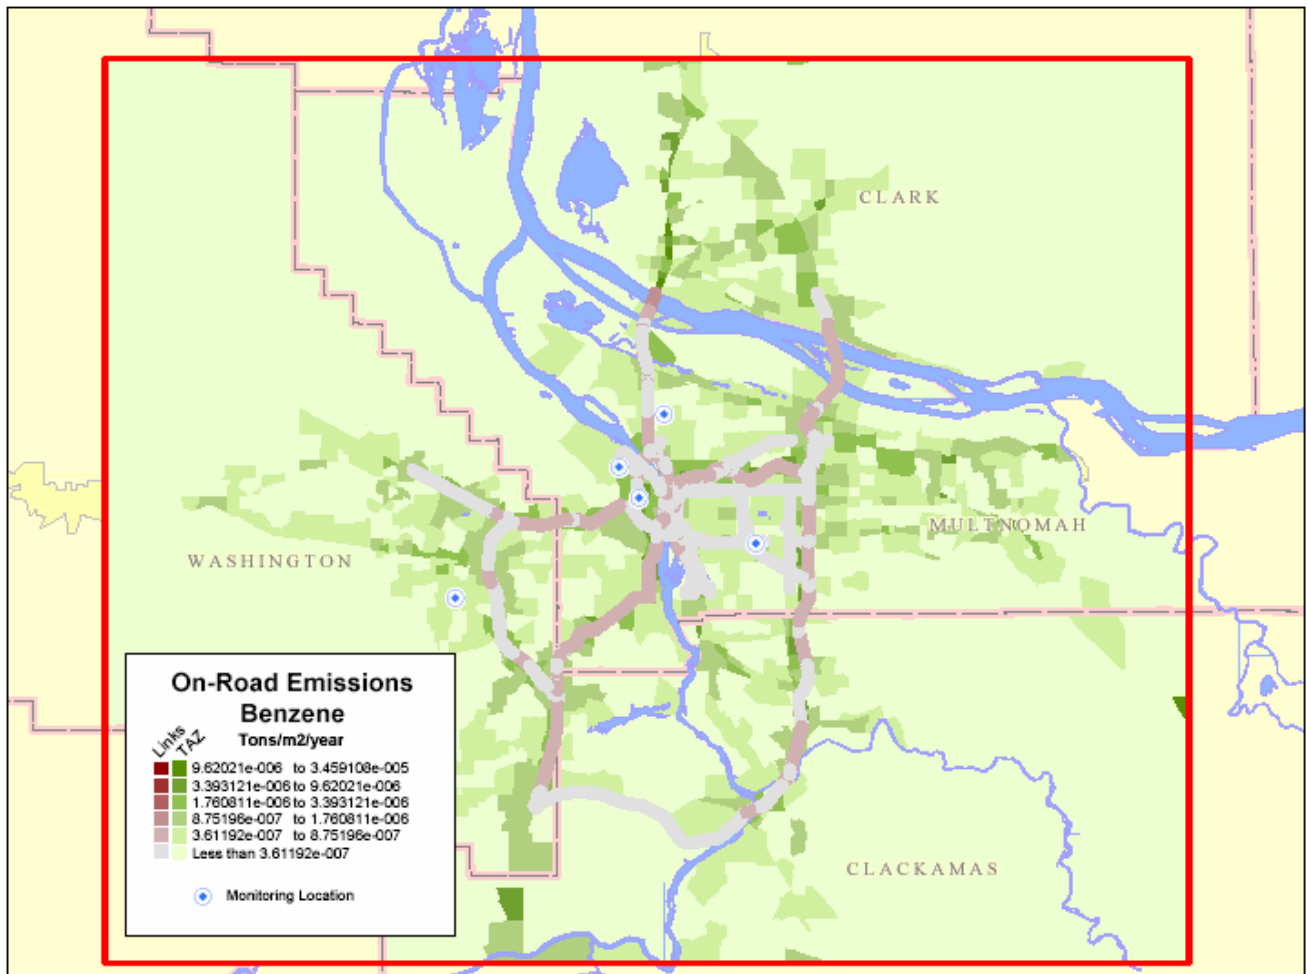 CLARK
MULTNOMAH
WASHINGTON
On-Road Emissions
Benzene
Links
TAZ
Tons/m2/year
9.62021e-006 to 3.459108e-005
3.393121e-006 to 9.62021e-006
1.760811e-006 to 3.393121e-006
8.75196e-007 to 1.760811e-006
3.61192e-007 to 8.75196e-007
Less than 3.61192e-007
Monitoring Location
CLACKAMAS